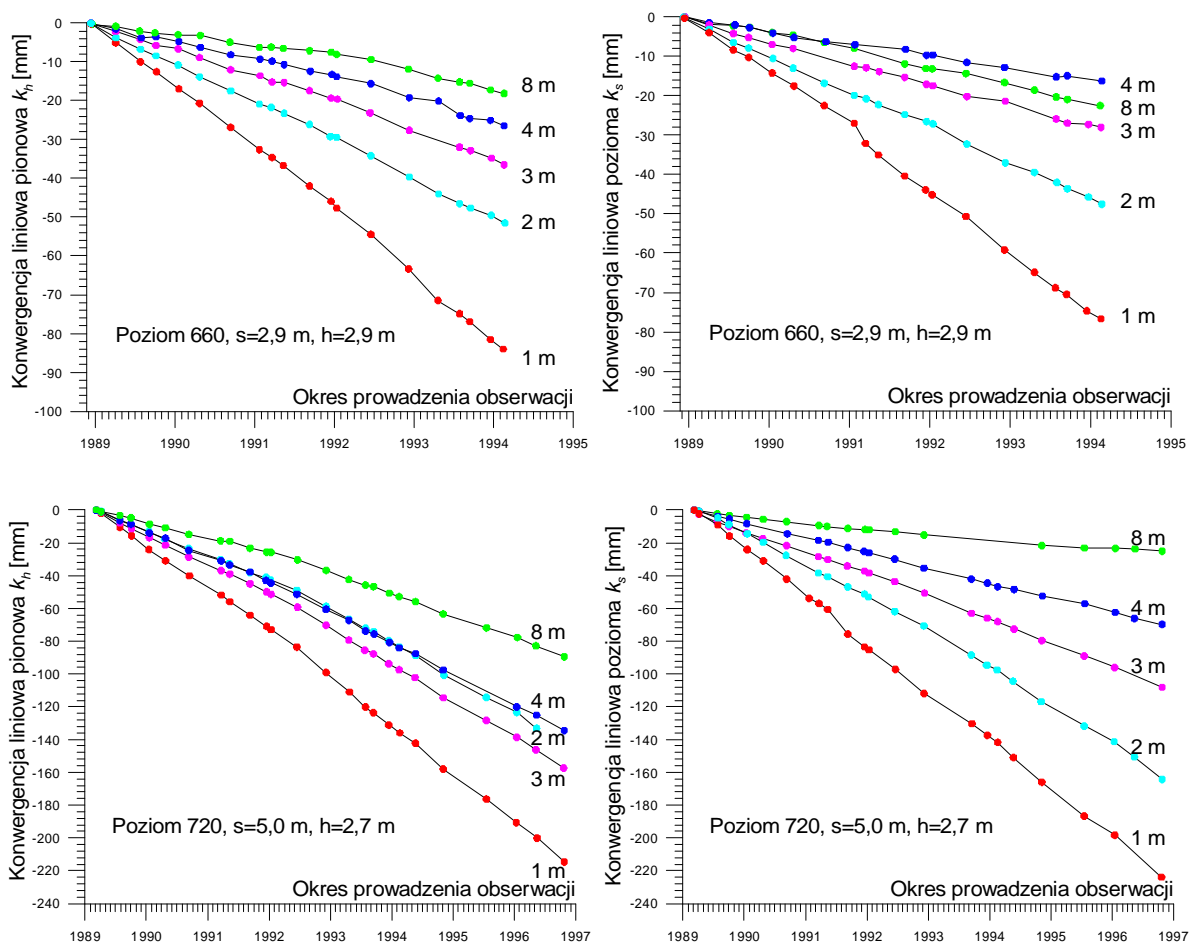 Konwergencja liniowa pionowa kh [mm]
0
-10
-20
-30
-40
-50
-60
-70
-80
-90
-100
8 m
4 m
3 m
2 m
1 m
Poziom 660, s=2,9 m, h=2,9 m
Okres prowadzenia obserwacji
1989 1990 1991 1992 1993 1994 1995
Konwergencja liniowa pozioma ks [mm]
0
-10
-20
-30
-40
-50
-60
-70
-80
-90
-100
4 m
8 m
3 m
2 m
1 m
Poziom 660, s=2,9 m, h=2,9 m
Okres prowadzenia obserwacji
1989 1990 1991 1992 1993 1994 1995
Konwergencja liniowa pionowa kh [mm]
0
-20
-40
-60
-80
-100
-120
-140
-160
-180
-200
-220
-240
8 m
4 m
2 m
3 m
1 m
Poziom 720, s=5,0 m, h=2,7 m
Okres prowadzenia obserwacji
1989 1990 1991 1992 1993 1994 1995 1996 1997
Konwergencja liniowa pozioma ks [mm]
0
-20
-40
-60
-80
-100
-120
-140
-160
-180
-200
-220
-240
8 m
4 m
3 m
2 m
1 m
Poziom 720, s=5,0 m, h=2,7 m
Okres prowadzenia obserwacji
1989 1990 1991 1992 1993 1994 1995 1996 1997